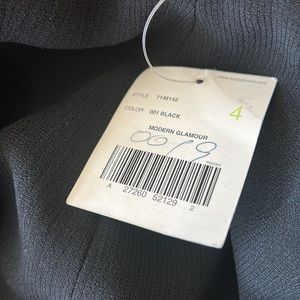 STYLE 7145142
COLOR 001 BLACK
4
MODERN GLAMOUR
0019
A 27260 52129 2